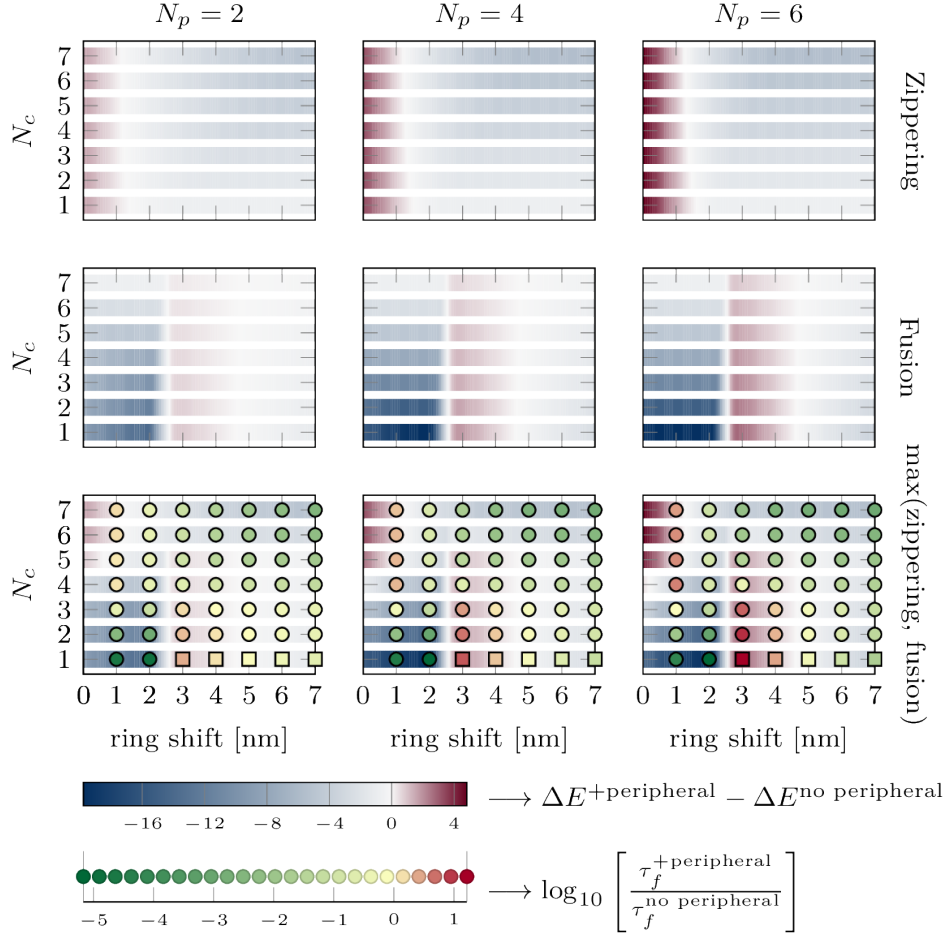 N_p = 2
N_p = 4
N_p = 6
N_c
7
6
5
4
3
2
1
Zippering
N_c
7
6
5
4
3
2
1
Fusion
N_c
7
6
5
4
3
2
1
max(zippering, fusion)
0 1 2 3 4 5 6 7
0 1 2 3 4 5 6 7
0 1 2 3 4 5 6 7
ring shift [nm]
ring shift [nm]
ring shift [nm]
−16 −12 −8 −4 0 4
⟶ ΔE^{+peripheral} − ΔE^{no peripheral}
−5 −4 −3 −2 −1 0 1
⟶ log_{10} [ τ_f^{+peripheral} / τ_f^{no peripheral} ]